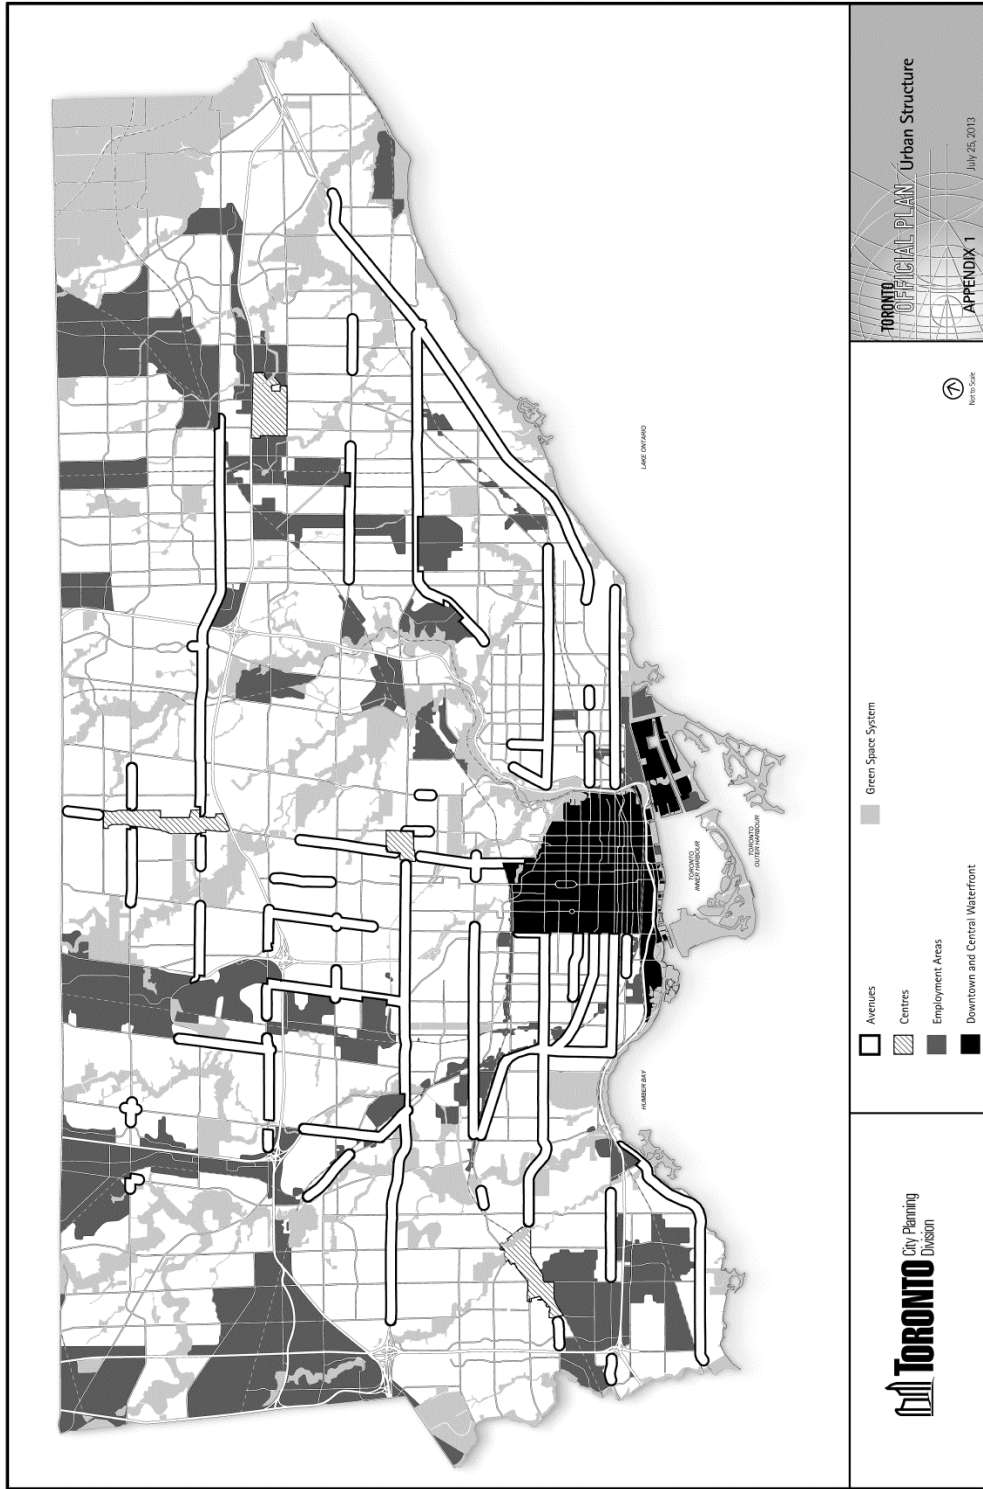 TORONTO City Planning
Division
Avenues
Centres
Employment Areas
Downtown and Central Waterfront
Green Space System
Not to Scale
TORONTO
OFFICIAL PLAN Urban Structure
APPENDIX 1 July 25, 2013
LAKE ONTARIO
TORONTO
INNER HARBOUR
TORONTO
OUTER HARBOUR
HUMBER BAY